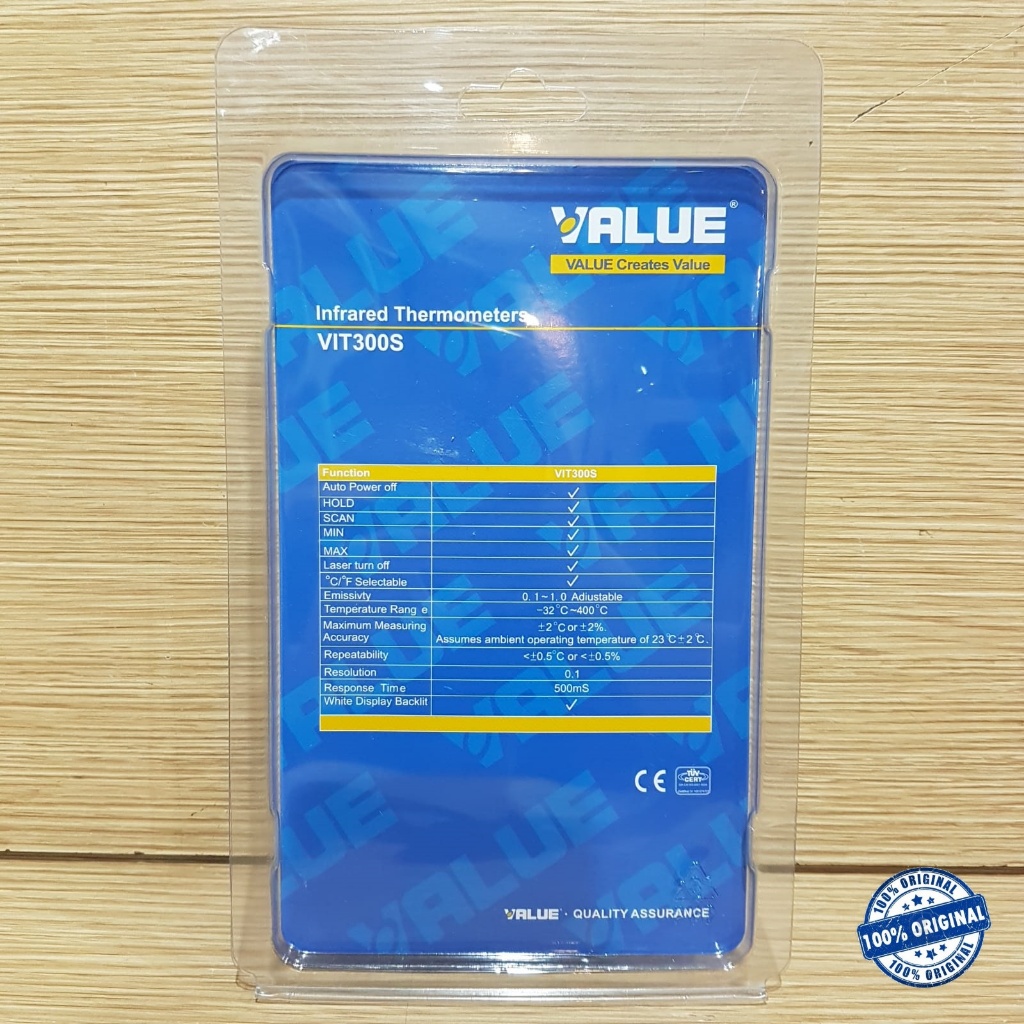 VALUE®
VALUE Creates Value
Infrared Thermometers
VIT300S
Function VIT300S
Auto Power off ✓
HOLD ✓
SCAN ✓
MIN ✓
MAX ✓
Laser turn off ✓
°C/°F Selectable ✓
Emissivty 0.1~1.0 Adiustable
Temperature Rang e -32°C~400°C
Maximum Measuring ±2°C or ±2%.
Accuracy Assumes ambient operating temperature of 23°C±2°C.
Repeatability <±0.5°C or <±0.5%
Resolution 0.1
Response Time 500mS
White Display Backlit ✓
CE TÜV
CERT
VALUE · QUALITY ASSURANCE
100% ORIGINAL
100% ORIGINAL
100% ORIGINAL